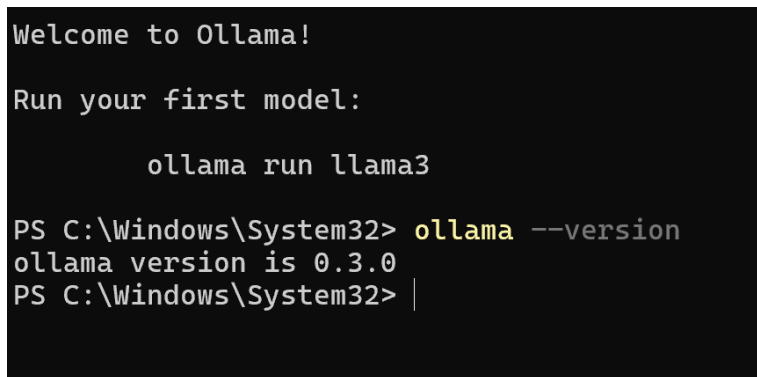 Welcome to Ollama!
Run your first model:
ollama run llama3
PS C:\Windows\System32> ollama --version
ollama version is 0.3.0
PS C:\Windows\System32>